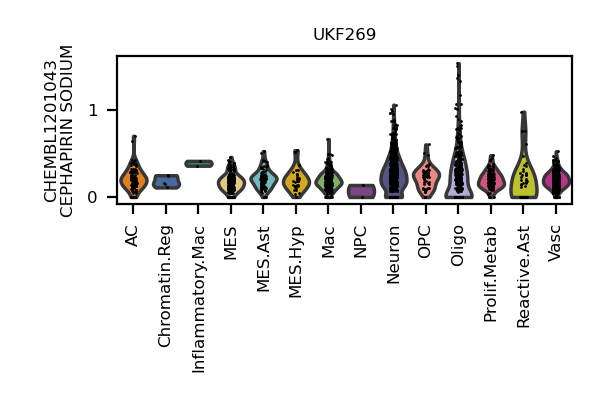 UKF269
CHEMBL1201043
CEPHAPIRIN SODIUM
1
0
AC
Chromatin.Reg
Inflammatory.Mac
MES
MES.Ast
MES.Hyp
Mac
NPC
Neuron
OPC
Oligo
Prolif.Metab
Reactive.Ast
Vasc